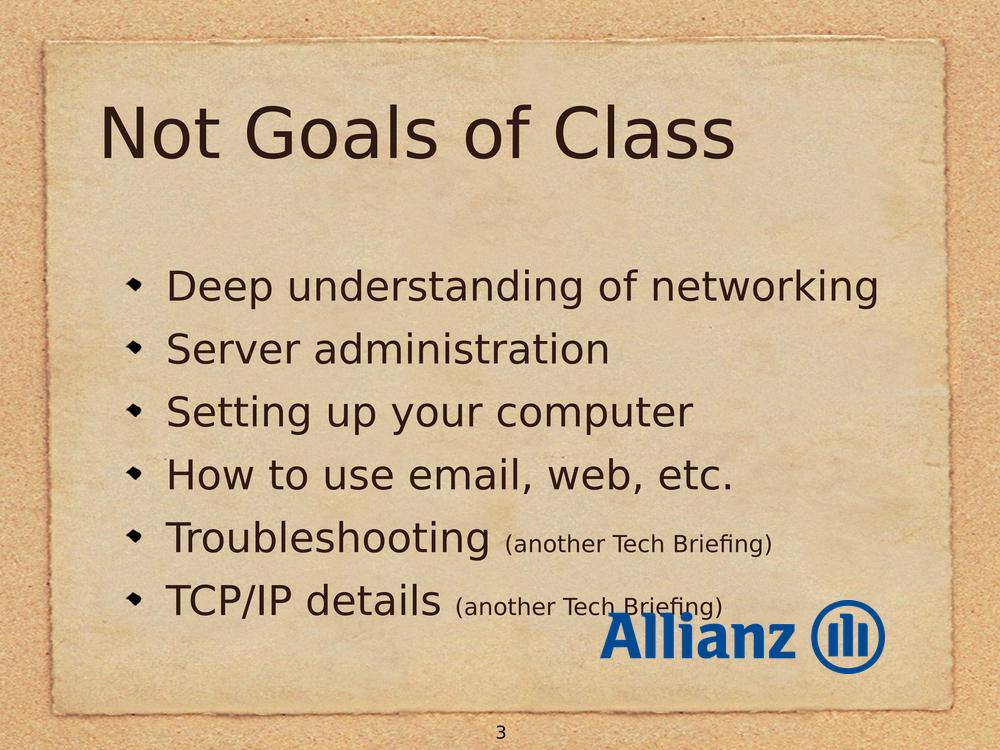 Not Goals of Class
Deep understanding of networking
Server administration
Setting up your computer
How to use email, web, etc.
Troubleshooting (another Tech Briefing)
TCP/IP details (another Tech Briefing)
Allianz
3